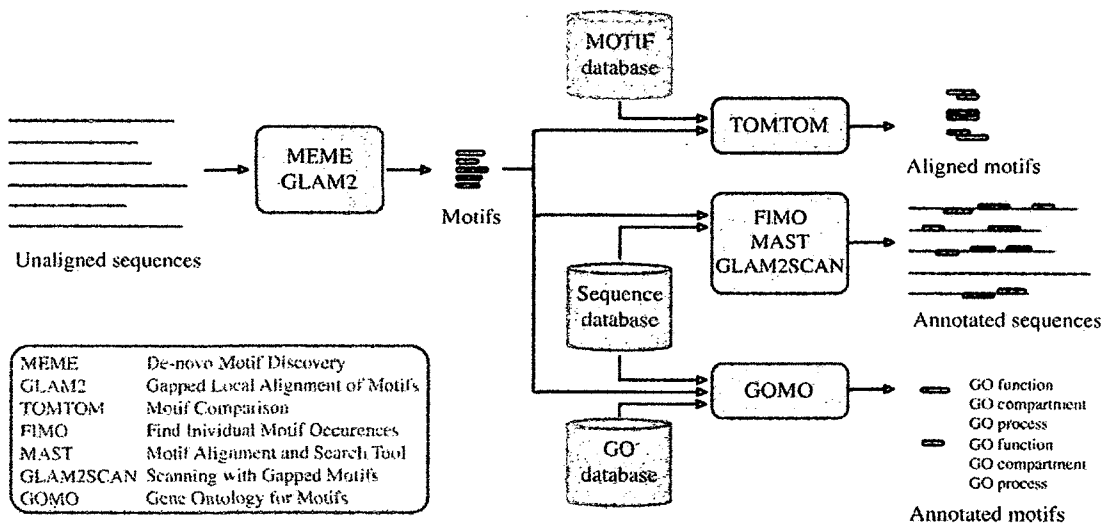 MOTIF
database
TOMTOM
Aligned motifs
MEME
GLAM2
Motifs
Unaligned sequences
FIMO
MAST
GLAM2SCAN
Annotated sequences
Sequence
database
GOMO
GO
database
GO function
GO compartment
GO process
GO function
GO compartment
GO process
Annotated motifs
MEME De-novo Motif Discovery
GLAM2 Gapped Local Alignment of Motifs
TOMTOM Motif Comparison
FIMO Find Inividual Motif Occurences
MAST Motif Alignment and Search Tool
GLAM2SCAN Scanning with Gapped Motifs
GOMO Gene Ontology for Motifs